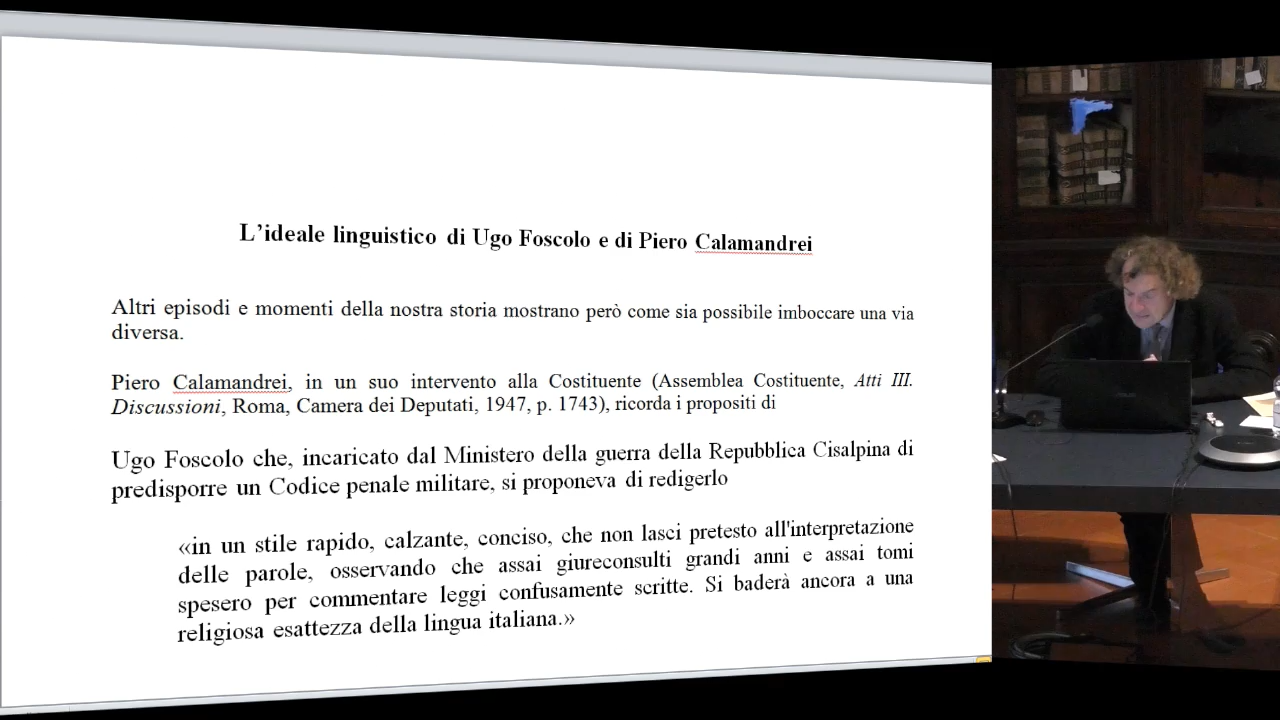 L’ideale linguistico di Ugo Foscolo e di Piero Calamandrei
Altri episodi e momenti della nostra storia mostrano però come sia possibile imboccare una via
diversa.
Piero Calamandrei, in un suo intervento alla Costituente (Assemblea Costituente, Atti III.
Discussioni, Roma, Camera dei Deputati, 1947, p. 1743), ricorda i propositi di
Ugo Foscolo che, incaricato dal Ministero della guerra della Repubblica Cisalpina di
predisporre un Codice penale militare, si proponeva di redigerlo
«in un stile rapido, calzante, conciso, che non lasci pretesto all'interpretazione
delle parole, osservando che assai giureconsulti grandi anni e assai tomi
spesero per commentare leggi confusamente scritte. Si baderà ancora a una
religiosa esattezza della lingua italiana.»